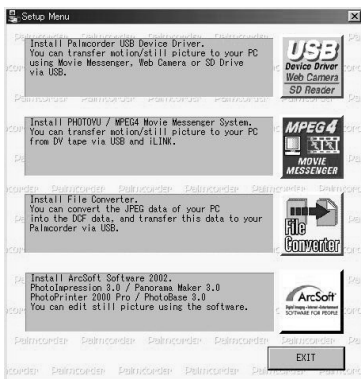 Setup Menu
Install Palmcorder USB Device Driver.
You can transfer motion/still picture to your PC
using Movie Messenger, Web Camera or SD Drive
via USB.
USB
Device Driver
Web Camera
SD Reader
Install PHOTOVU / MPEG4 Movie Messenger System.
You can transfer motion/still picture to your PC
from DV tape via USB and iLINK.
MPEG4
MOVIE
MESSENGER
Install File Converter.
You can convert the JPEG data of your PC
into the DCF data, and transfer this data to your
Palmcorder via USB.
File
Converter
Install ArcSoft Software 2002.
PhotoImpression 3.0 / Panorama Maker 3.0
PhotoPrinter 2000 Pro / PhotoBase 3.0
You can edit still picture using the software.
ArcSoft
SOFTWARE FOR PEOPLE
EXIT
Palmcorder Palmcorder Palmcorder Palmcorder